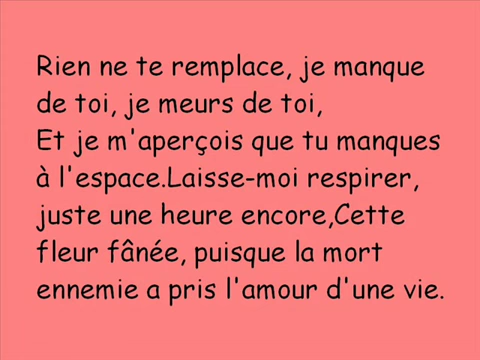 Rien ne te remplace, je manque
de toi, je meurs de toi,
Et je m'aperçois que tu manques
à l'espace.Laisse-moi respirer,
juste une heure encore,Cette
fleur fânée, puisque la mort
ennemie a pris l'amour d'une vie.